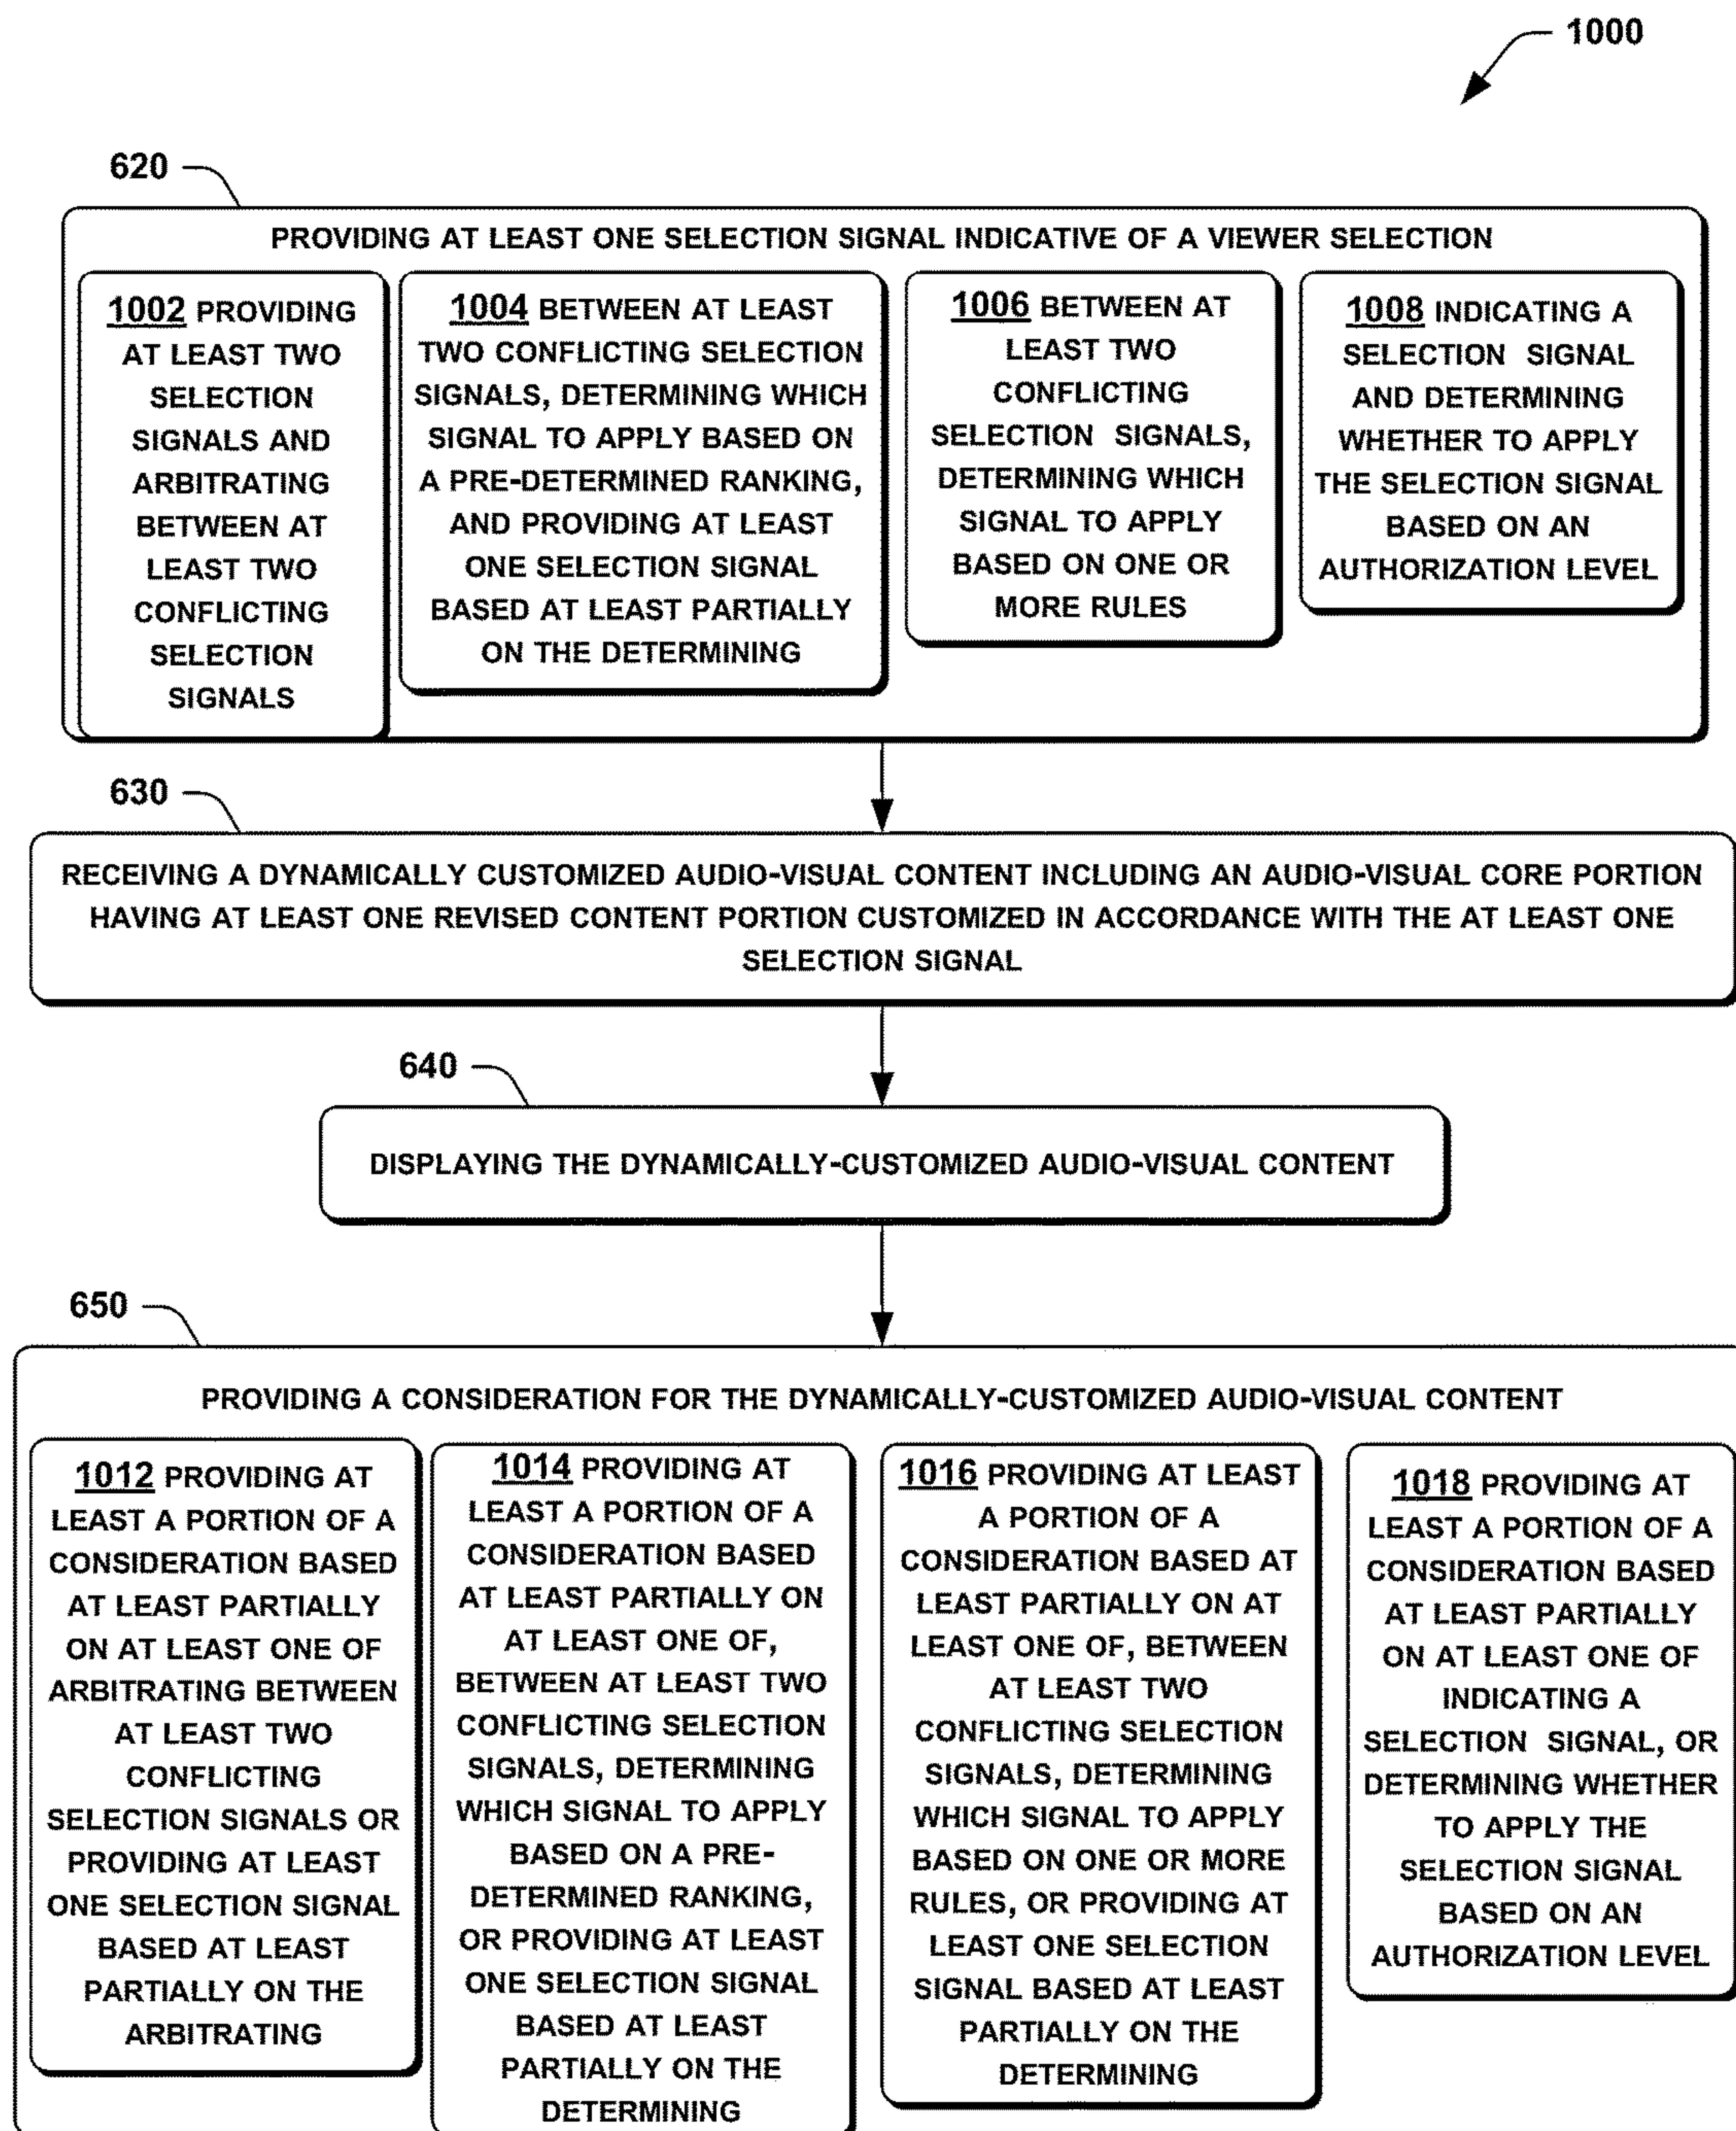 1000
620
PROVIDING AT LEAST ONE SELECTION SIGNAL INDICATIVE OF A VIEWER SELECTION
1002 PROVIDING
AT LEAST TWO
SELECTION
SIGNALS AND
ARBITRATING
BETWEEN AT
LEAST TWO
CONFLICTING
SELECTION
SIGNALS
1004 BETWEEN AT LEAST
TWO CONFLICTING SELECTION
SIGNALS, DETERMINING WHICH
SIGNAL TO APPLY BASED ON
A PRE-DETERMINED RANKING,
AND PROVIDING AT LEAST
ONE SELECTION SIGNAL
BASED AT LEAST PARTIALLY
ON THE DETERMINING
1006 BETWEEN AT
LEAST TWO
CONFLICTING
SELECTION SIGNALS,
DETERMINING WHICH
SIGNAL TO APPLY
BASED ON ONE OR
MORE RULES
1008 INDICATING A
SELECTION SIGNAL
AND DETERMINING
WHETHER TO APPLY
THE SELECTION SIGNAL
BASED ON AN
AUTHORIZATION LEVEL
630
RECEIVING A DYNAMICALLY CUSTOMIZED AUDIO-VISUAL CONTENT INCLUDING AN AUDIO-VISUAL CORE PORTION
HAVING AT LEAST ONE REVISED CONTENT PORTION CUSTOMIZED IN ACCORDANCE WITH THE AT LEAST ONE
SELECTION SIGNAL
640
DISPLAYING THE DYNAMICALLY-CUSTOMIZED AUDIO-VISUAL CONTENT
650
PROVIDING A CONSIDERATION FOR THE DYNAMICALLY-CUSTOMIZED AUDIO-VISUAL CONTENT
1012 PROVIDING AT
LEAST A PORTION OF A
CONSIDERATION BASED
AT LEAST PARTIALLY
ON AT LEAST ONE OF
ARBITRATING BETWEEN
AT LEAST TWO
CONFLICTING
SELECTION SIGNALS OR
PROVIDING AT LEAST
ONE SELECTION SIGNAL
BASED AT LEAST
PARTIALLY ON THE
ARBITRATING
1014 PROVIDING AT
LEAST A PORTION OF A
CONSIDERATION BASED
AT LEAST PARTIALLY ON
AT LEAST ONE OF,
BETWEEN AT LEAST TWO
CONFLICTING SELECTION
SIGNALS, DETERMINING
WHICH SIGNAL TO APPLY
BASED ON A PRE-
DETERMINED RANKING,
OR PROVIDING AT LEAST
ONE SELECTION SIGNAL
BASED AT LEAST
PARTIALLY ON THE
DETERMINING
1016 PROVIDING AT LEAST
A PORTION OF A
CONSIDERATION BASED AT
LEAST PARTIALLY ON AT
LEAST ONE OF, BETWEEN
AT LEAST TWO
CONFLICTING SELECTION
SIGNALS, DETERMINING
WHICH SIGNAL TO APPLY
BASED ON ONE OR MORE
RULES, OR PROVIDING AT
LEAST ONE SELECTION
SIGNAL BASED AT LEAST
PARTIALLY ON THE
DETERMINING
1018 PROVIDING AT
LEAST A PORTION OF A
CONSIDERATION BASED
AT LEAST PARTIALLY
ON AT LEAST ONE OF
INDICATING A
SELECTION SIGNAL, OR
DETERMINING WHETHER
TO APPLY THE
SELECTION SIGNAL
BASED ON AN
AUTHORIZATION LEVEL